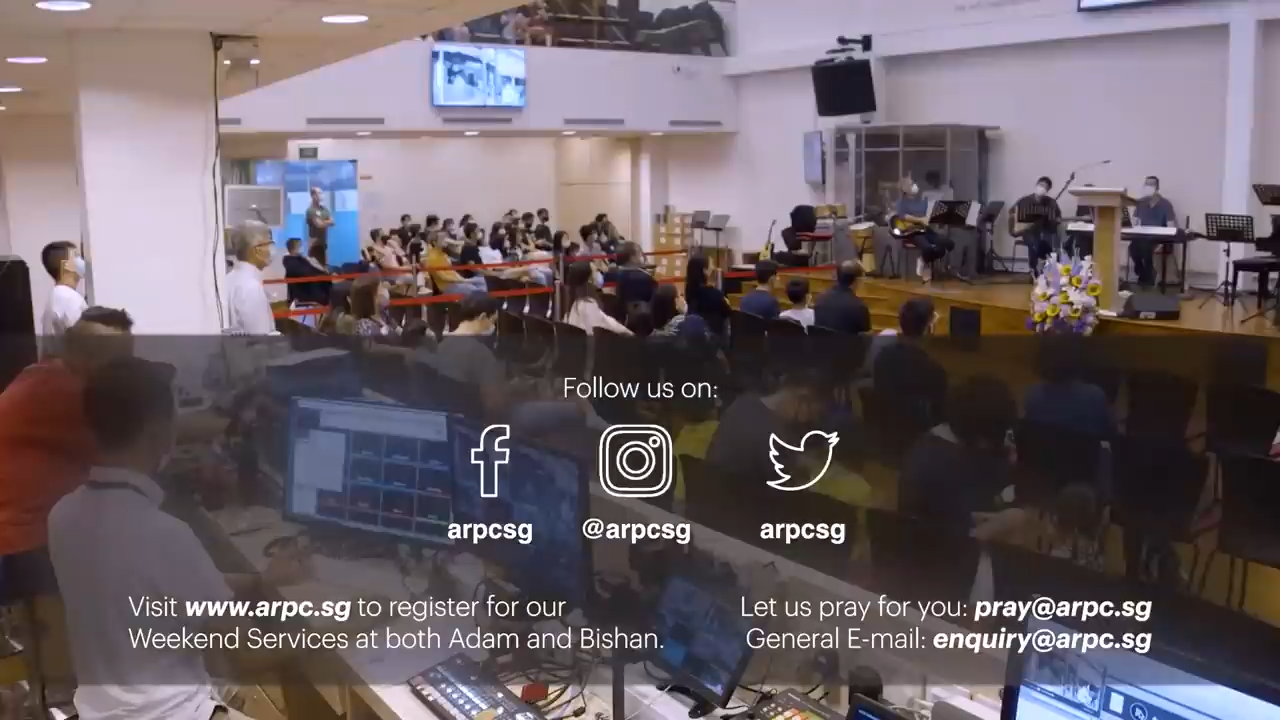 Follow us on:
arpcsg
@arpcsg
arpcsg
Visit www.arpc.sg to register for our
Weekend Services at both Adam and Bishan.
Let us pray for you: pray@arpc.sg
General E-mail: enquiry@arpc.sg